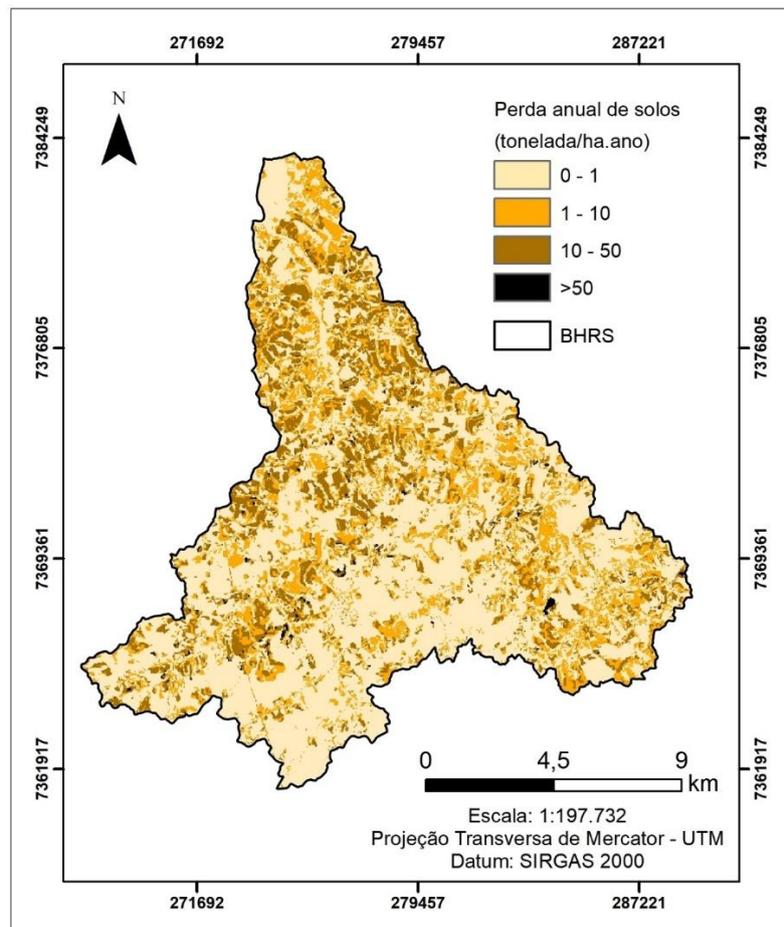 271692 279457 287221
N
7384249 7384249
Perda anual de solos
(tonelada/ha.ano)
0 - 1
1 - 10
10 - 50
>50
BHRS
7376805 7376805
7369361 7369361
7361917 7361917
0 4,5 9
km
Escala: 1:197.732
Projeção Transversa de Mercator - UTM
Datum: SIRGAS 2000
271692 279457 287221